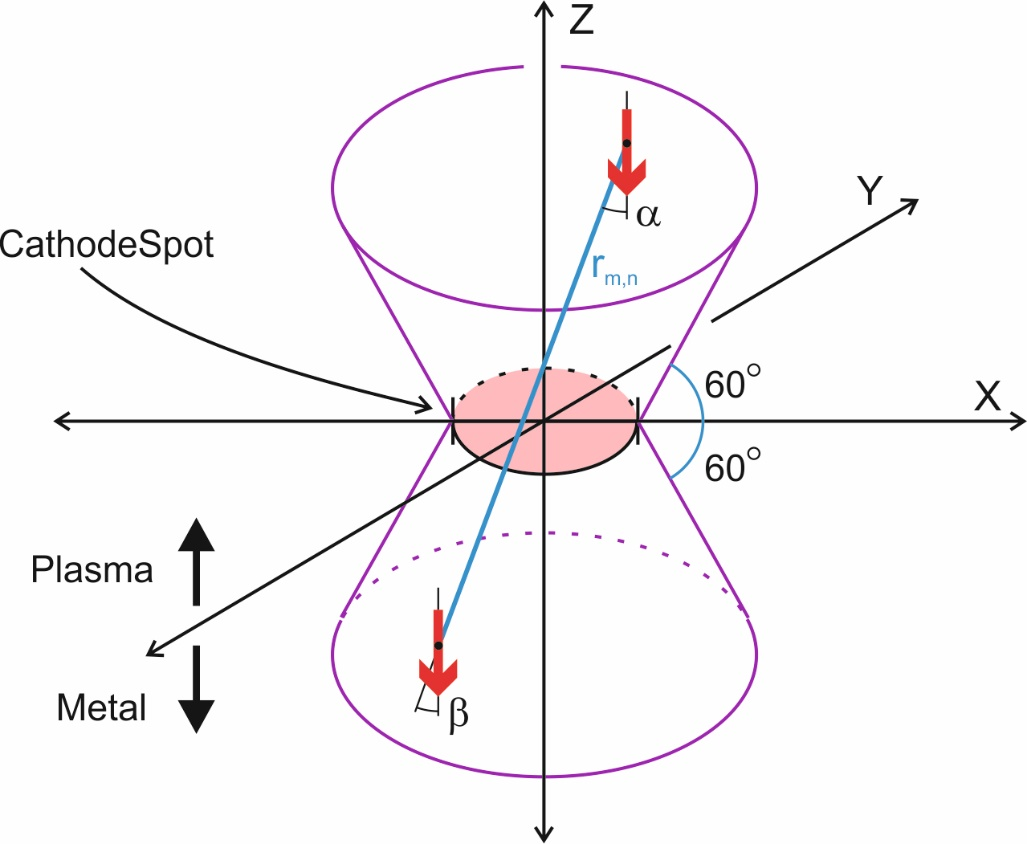 Z
Y
α
CathodeSpot
r m,n
60°
X
60°
Plasma
Metal
β